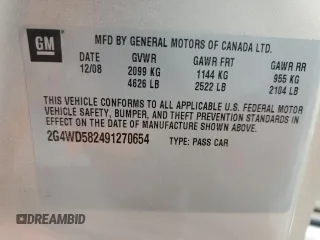 GM
MFD BY GENERAL MOTORS OF CANADA LTD.
DATE GVWR GAWR FRT GAWR RR
12/08 2099 KG 1144 KG 955 KG
4626 LB 2522 LB 2104 LB
THIS VEHICLE CONFORMS TO ALL APPLICABLE U.S. FEDERAL MOTOR
VEHICLE SAFETY, BUMPER, AND THEFT PREVENTION STANDARDS IN
EFFECT ON THE DATE OF MANUFACTURE SHOWN ABOVE.
2G4WD582491270654 TYPE: PASS CAR
DREAMBID